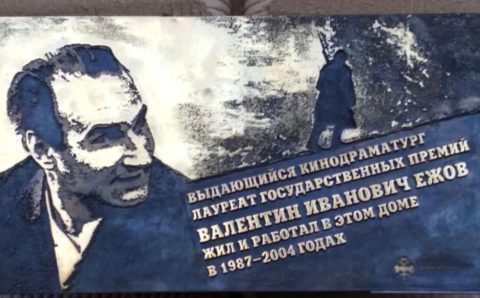 ВЫДАЮЩИЙСЯ КИНОДРАМАТУРГ
ЛАУРЕАТ ГОСУДАРСТВЕННЫХ ПРЕМИЙ
ВАЛЕНТИН ИВАНОВИЧ ЕЖОВ
ЖИЛ И РАБОТАЛ В ЭТОМ ДОМЕ
В 1987–2004 ГОДАХ